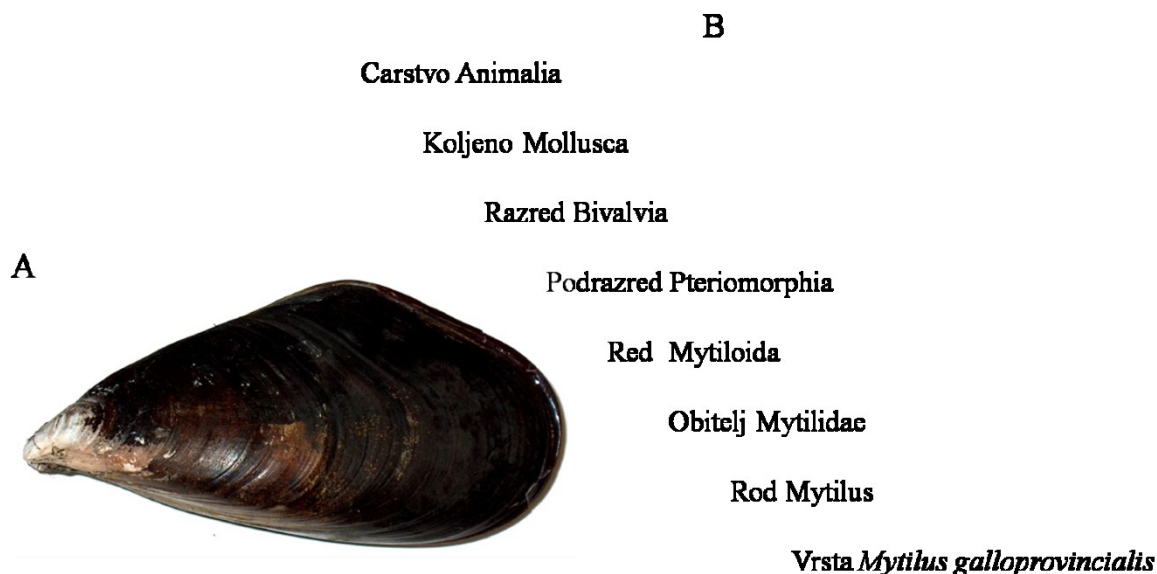 B
Carstvo Animalia
Koljeno Mollusca
Razred Bivalvia
A
Podrazred Pteriomorphia
Red Mytiloida
Obitelj Mytilidae
Rod Mytilus
Vrsta Mytilus galloprovincialis